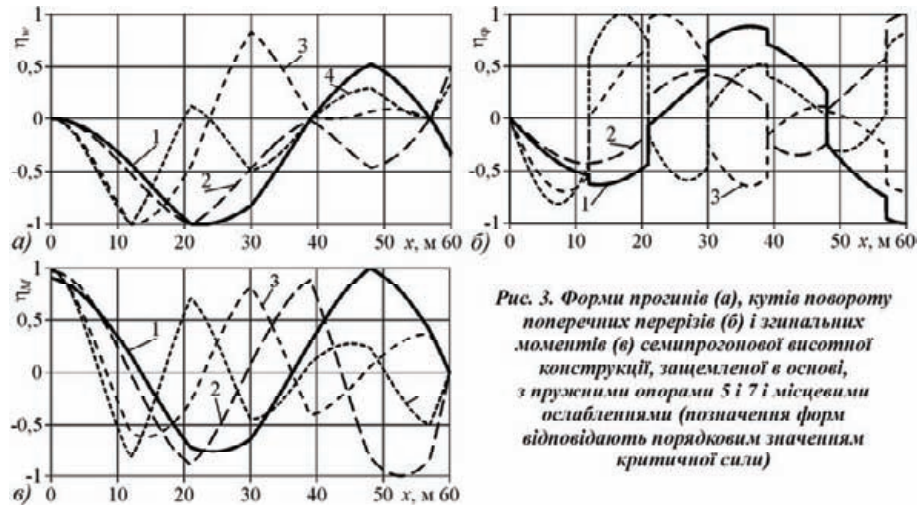 1
η_w
0,5
0
-0,5
-1
1
2
3
4
а)
0
10
20
30
40
50
x, м 60
1
η_φ
0,5
0
-0,5
-1
2
1
3
б)
0
10
20
30
40
50
x, м 60
1
η_M
0,5
0
-0,5
-1
1
2
3
в)
0
10
20
30
40
50
x, м 60
Рис. 3. Форми прогинів (а), кутів повороту
поперечних перерізів (б) і згинальних
моментів (в) семипрогонової висотної
конструкції, защемленої в основі,
з пружними опорами 5 і 7 і місцевими
ослабленнями (позначення форм
відповідають порядковим значенням
критичної сили)